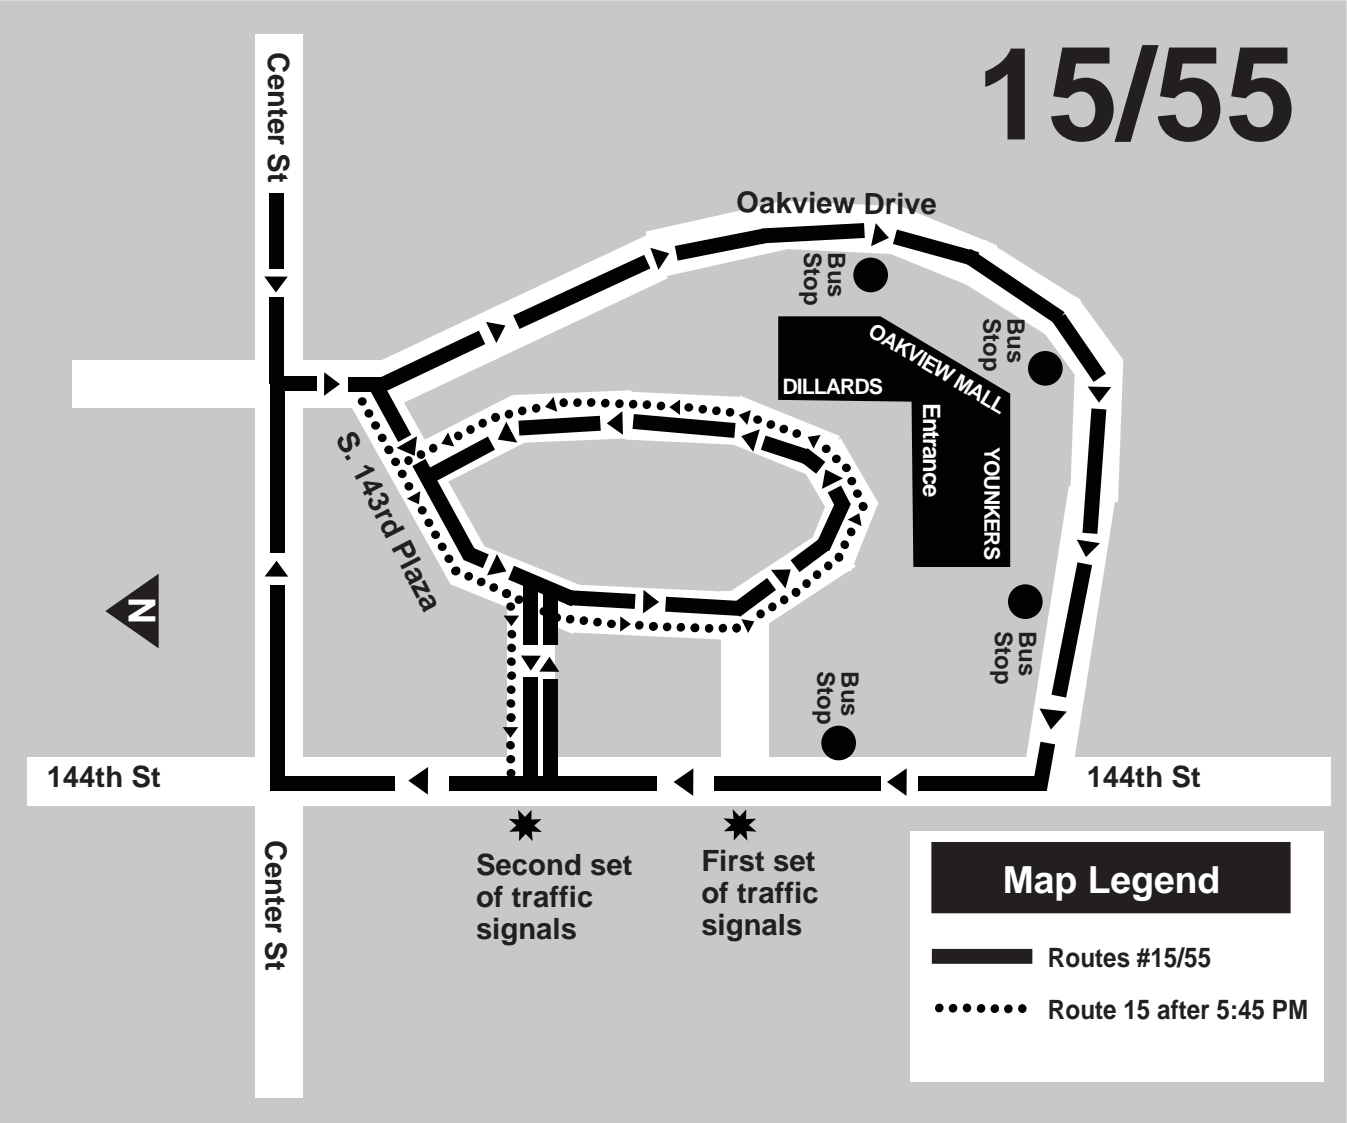 15/55
Center St
Oakview Drive
Bus
Stop
Bus
Stop
OAKVIEW MALL
DILLARDS
Entrance
YOUNKERS
S. 143rd Plaza
N
Bus
Stop
Bus
Stop
144th St
144th St
Center St
Second set
of traffic
signals
First set
of traffic
signals
Map Legend
Routes #15/55
Route 15 after 5:45 PM